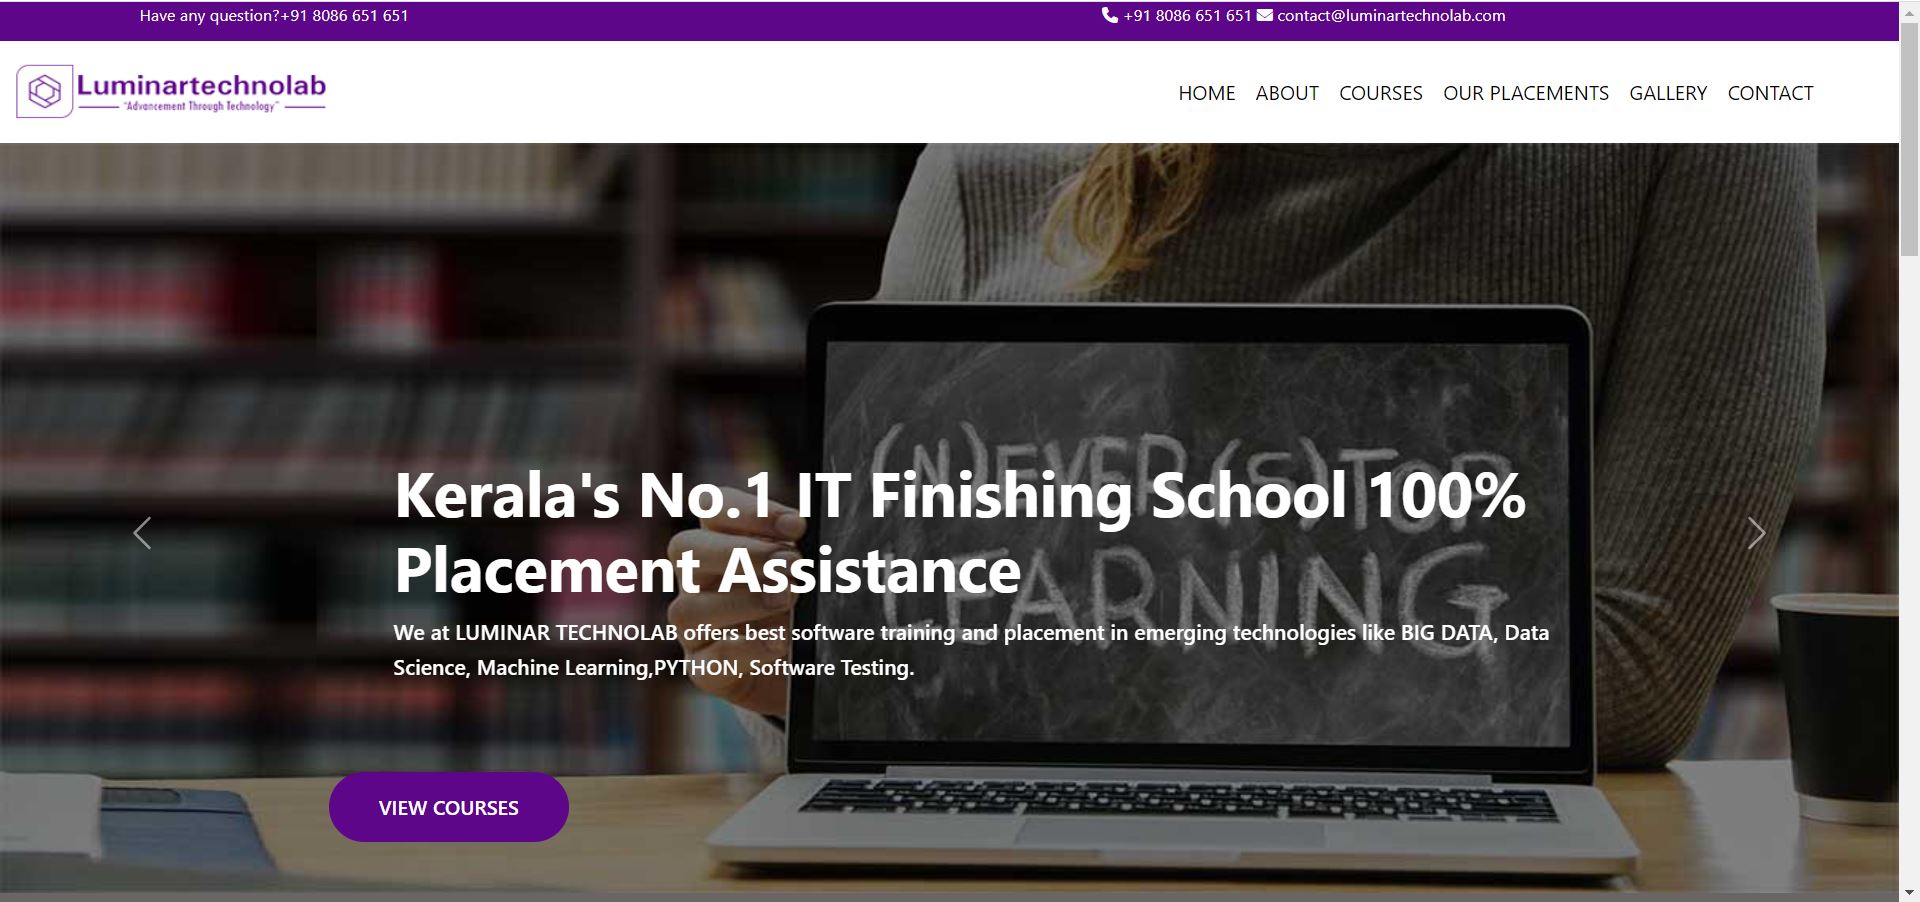 Have any question?+91 8086 651 651
+91 8086 651 651 contact@luminartechnolab.com
Luminartechnolab
"Advancement Through Technology"
HOME ABOUT COURSES OUR PLACEMENTS GALLERY CONTACT
(N)EVER (S)TOP
LEARNING
Kerala's No.1 IT Finishing School 100%
Placement Assistance
We at LUMINAR TECHNOLAB offers best software training and placement in emerging technologies like BIG DATA, Data
Science, Machine Learning,PYTHON, Software Testing.
VIEW COURSES